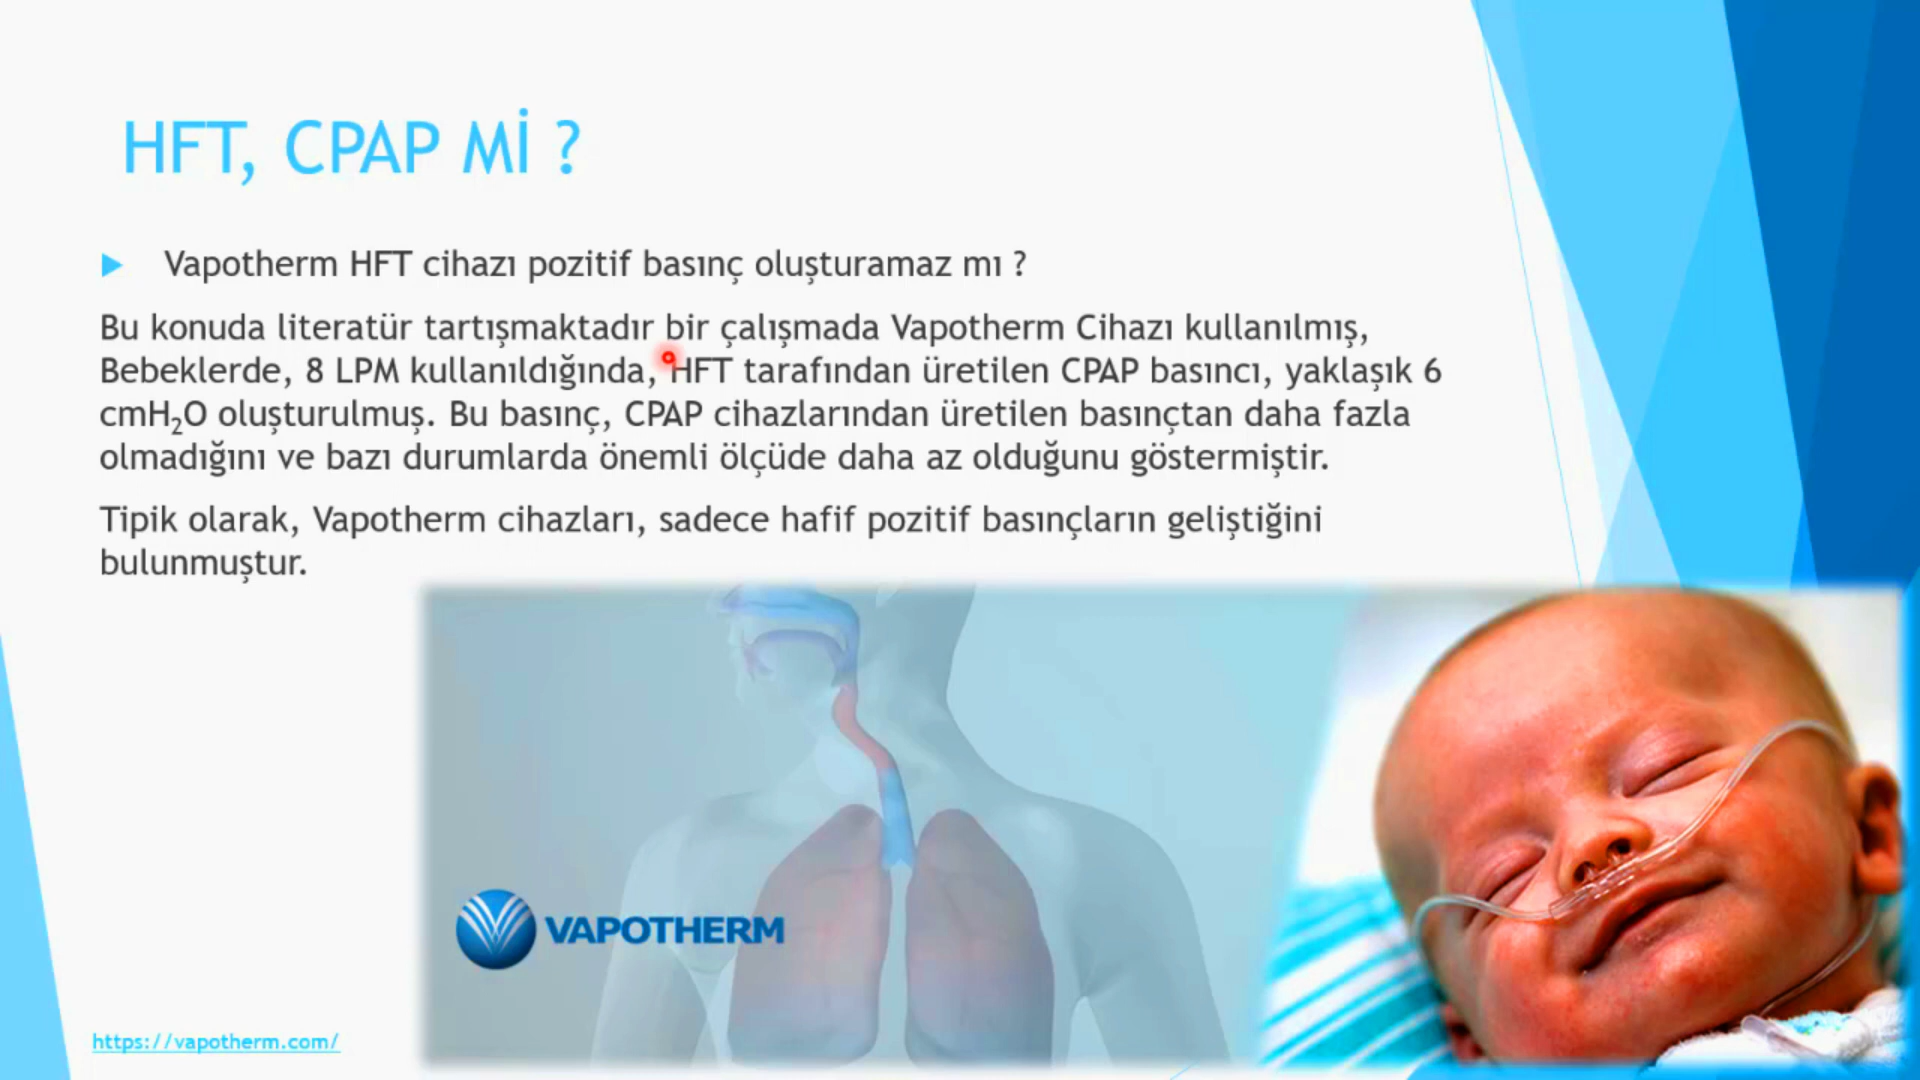 HFT, CPAP Mİ ?
Vapotherm HFT cihazı pozitif basınç oluşturamaz mı ?
Bu konuda literatür tartışmaktadır bir çalışmada Vapotherm Cihazı kullanılmış,
Bebeklerde, 8 LPM kullanıldığında, HFT tarafından üretilen CPAP basıncı, yaklaşık 6
cmH₂O oluşturulmuş. Bu basınç, CPAP cihazlarından üretilen basınçtan daha fazla
olmadığını ve bazı durumlarda önemli ölçüde daha az olduğunu göstermiştir.
Tipik olarak, Vapotherm cihazları, sadece hafif pozitif basınçların geliştiğini
bulunmuştur.
VAPOTHERM
https://vapotherm.com/